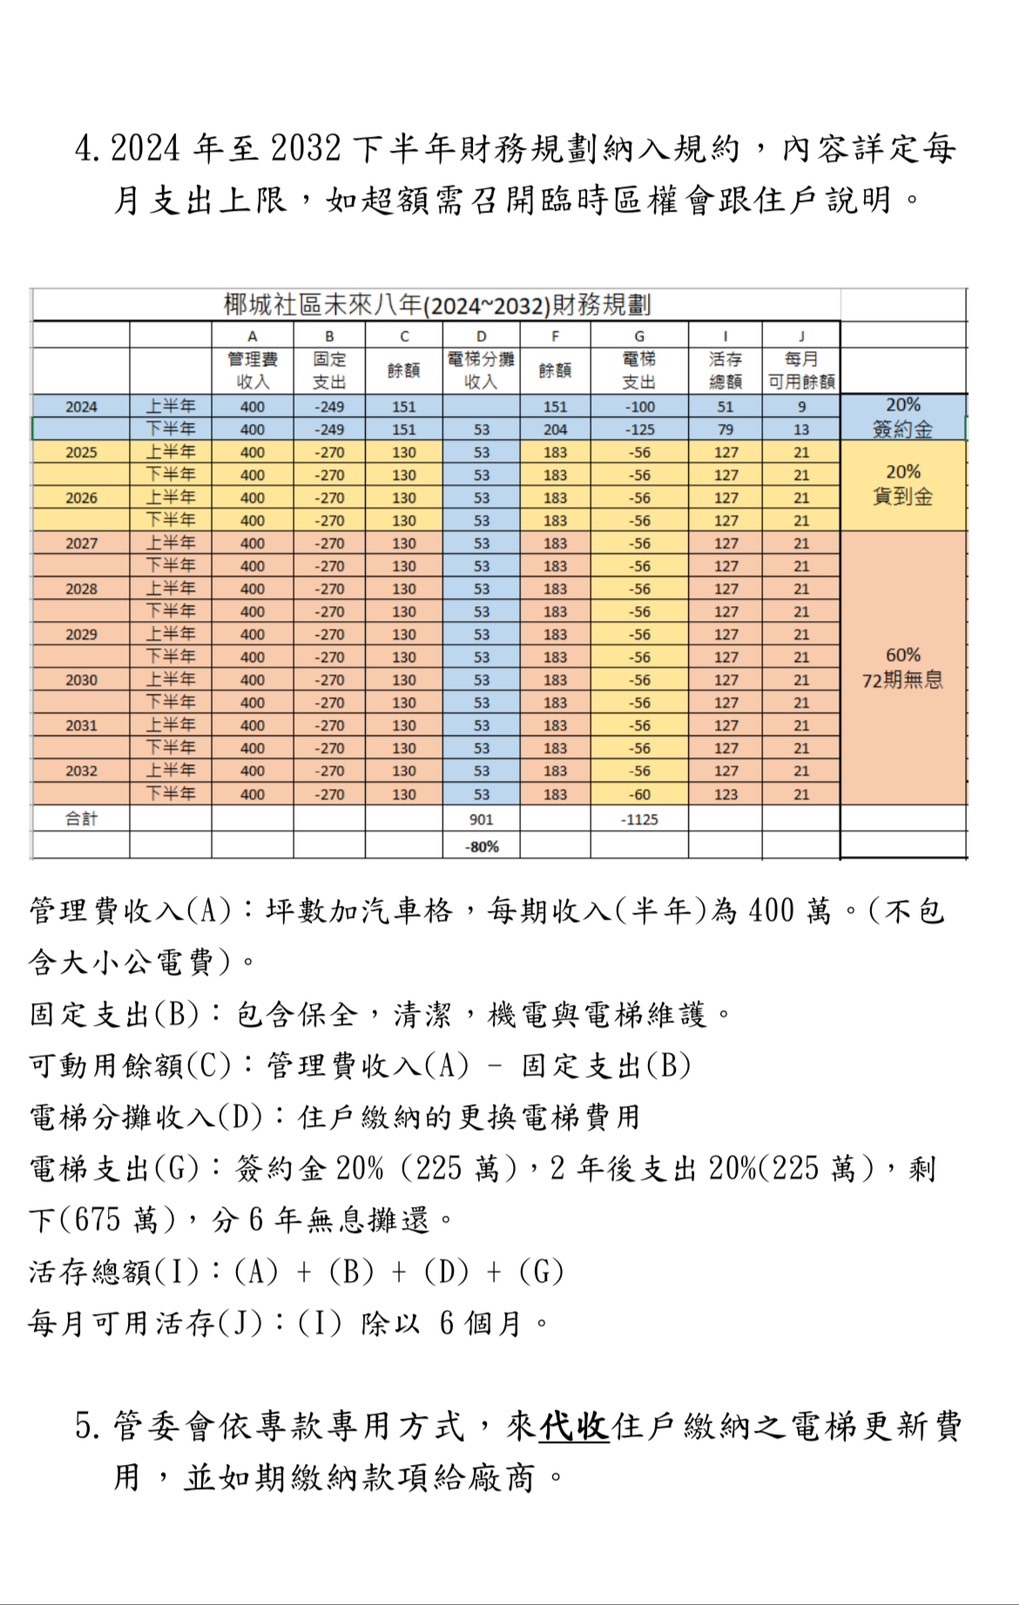 4. 2024 年至 2032 下半年財務規劃納入規約，內容詳定每
月支出上限，如超額需召開臨時區權會跟住戶說明。
椰城社區未來八年(2024~2032)財務規劃
A B C D F G I J
管理費收入 固定支出 餘額 電梯分攤收入 餘額 電梯支出 活存總額 每月可用餘額
2024 上半年 400 -249 151 151 -100 51 9 20%
下半年 400 -249 151 53 204 -125 79 13 簽約金
2025 上半年 400 -270 130 53 183 -56 127 21
下半年 400 -270 130 53 183 -56 127 21 20%
2026 上半年 400 -270 130 53 183 -56 127 21 貨到金
下半年 400 -270 130 53 183 -56 127 21
2027 上半年 400 -270 130 53 183 -56 127 21
下半年 400 -270 130 53 183 -56 127 21
2028 上半年 400 -270 130 53 183 -56 127 21
下半年 400 -270 130 53 183 -56 127 21
2029 上半年 400 -270 130 53 183 -56 127 21
下半年 400 -270 130 53 183 -56 127 21 60%
2030 上半年 400 -270 130 53 183 -56 127 21 72期無息
下半年 400 -270 130 53 183 -56 127 21
2031 上半年 400 -270 130 53 183 -56 127 21
下半年 400 -270 130 53 183 -56 127 21
2032 上半年 400 -270 130 53 183 -56 127 21
下半年 400 -270 130 53 183 -60 123 21
合計 901 -1125
-80%
管理費收入(A)：坪數加汽車格，每期收入(半年)為 400 萬。(不包
含大小公電費)。
固定支出(B)：包含保全，清潔，機電與電梯維護。
可動用餘額(C)：管理費收入(A) - 固定支出(B)
電梯分攤收入(D)：住戶繳納的更換電梯費用
電梯支出(G)：簽約金 20% (225 萬)，2 年後支出 20%(225 萬)，剩
下(675 萬)，分 6 年無息攤還。
活存總額(I)：(A) + (B) + (D) + (G)
每月可用活存(J)：(I) 除以 6 個月。
5. 管委會依專款專用方式，來代收住戶繳納之電梯更新費
用，並如期繳納款項給廠商。